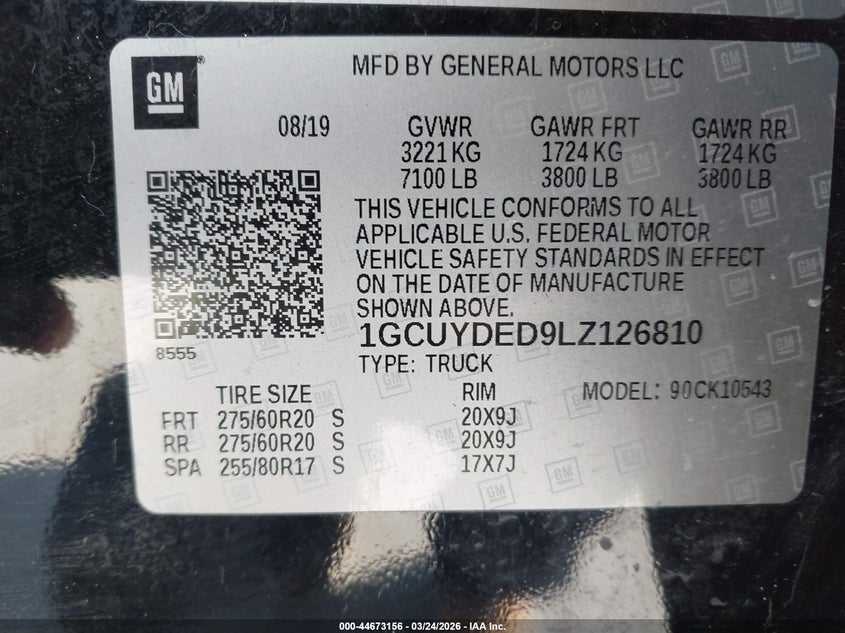 GM
MFD BY GENERAL MOTORS LLC
08/19 GVWR GAWR FRT GAWR RR
3221 KG 1724 KG 1724 KG
7100 LB 3800 LB 3800 LB
THIS VEHICLE CONFORMS TO ALL
APPLICABLE U.S. FEDERAL MOTOR
VEHICLE SAFETY STANDARDS IN EFFECT
ON THE DATE OF MANUFACTURE
SHOWN ABOVE.
8555
1GCUYDED9LZ126810
TYPE: TRUCK
TIRE SIZE RIM MODEL: 90CK10543
FRT 275/60R20 S 20X9J
RR 275/60R20 S 20X9J
SPA 255/80R17 S 17X7J
000-44673156 - 03/24/2026 - IAA Inc.